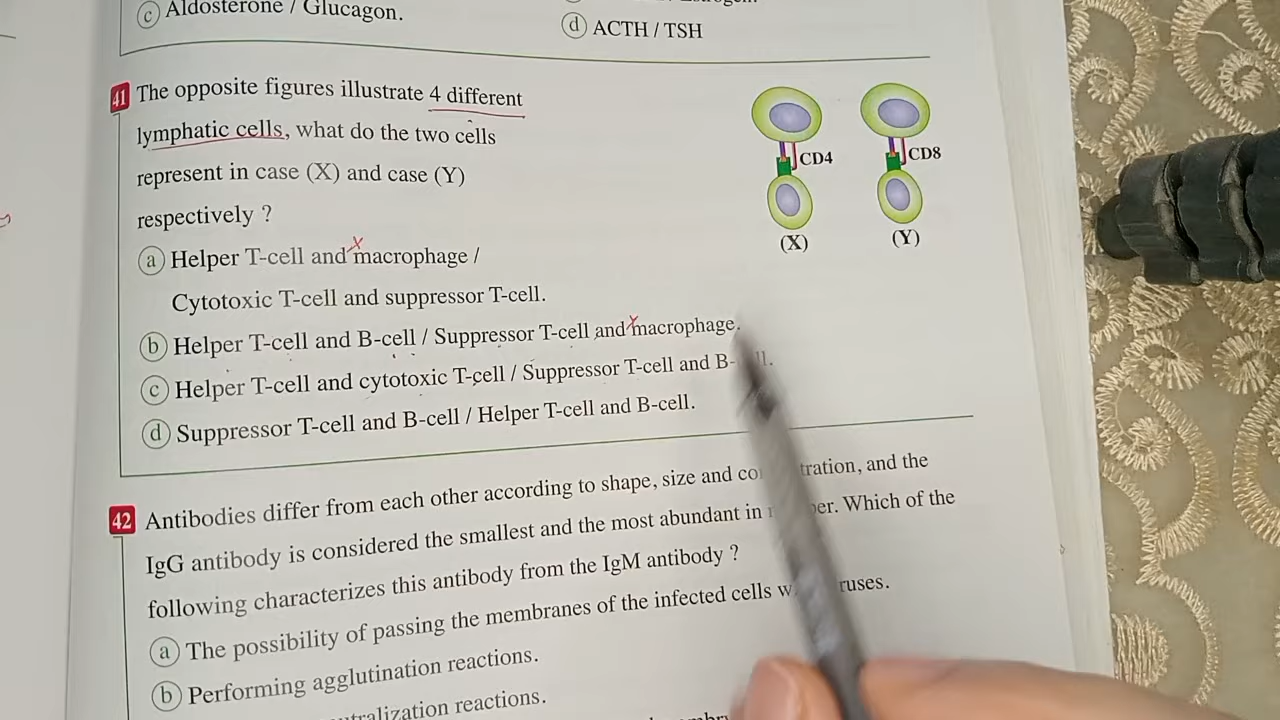 c Aldosterone / Glucagon.
d ACTH / TSH
41 The opposite figures illustrate 4 different
lymphatic cells, what do the two cells
represent in case (X) and case (Y)
respectively ?
CD4
CD8
(X)
(Y)
a Helper T-cell and macrophage /
Cytotoxic T-cell and suppressor T-cell.
b Helper T-cell and B-cell / Suppressor T-cell and macrophage.
c Helper T-cell and cytotoxic T-cell / Suppressor T-cell and
d Suppressor T-cell and B-cell / Helper T-cell and B-cell.
42 Antibodies differ from each other according to shape, size and and the
IgG antibody is considered the smallest and the most abundant in Which of the
following characterizes this antibody from the IgM antibody ?
a The possibility of passing the membranes of the infected cells
b Performing agglutination reactions.
reactions.